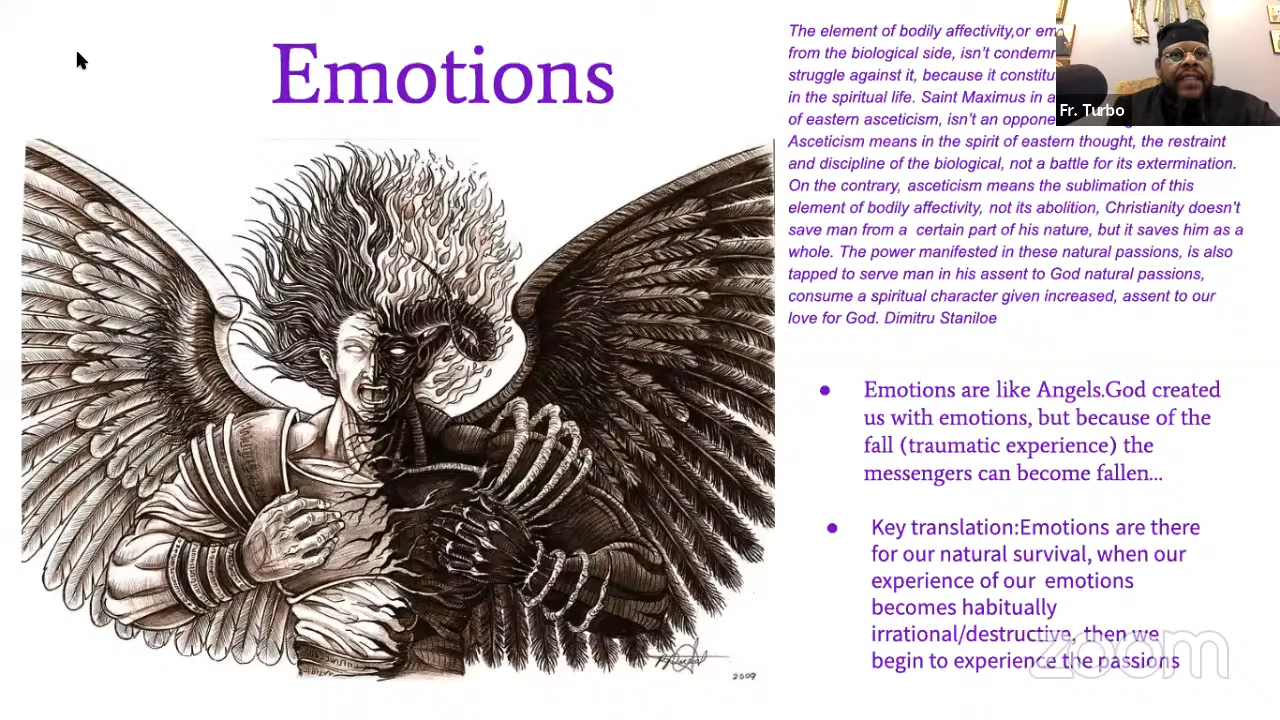 Emotions
The element of bodily affectivity,or em
from the biological side, isn't condemn
struggle against it, because it constitu
in the spiritual life. Saint Maximus in a
of eastern asceticism, isn't an oppone
Asceticism means in the spirit of eastern thought, the restraint
and discipline of the biological, not a battle for its extermination.
On the contrary, asceticism means the sublimation of this
element of bodily affectivity, not its abolition, Christianity doesn't
save man from a certain part of his nature, but it saves him as a
whole. The power manifested in these natural passions, is also
tapped to serve man in his assent to God natural passions,
consume a spiritual character given increased, assent to our
love for God. Dimitru Staniloe
Fr. Turbo
● Emotions are like Angels.God created
us with emotions, but because of the
fall (traumatic experience) the
messengers can become fallen...
● Key translation:Emotions are there
for our natural survival, when our
experience of our emotions
becomes habitually
irrational/destructive, then we
begin to experience the passions
zoom
2009